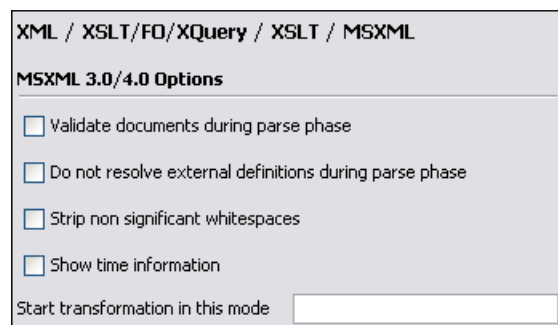 XML / XSLT/FO/XQuery / XSLT / MSXML
MSXML 3.0/4.0 Options
Validate documents during parse phase
Do not resolve external definitions during parse phase
Strip non significant whitespaces
Show time information
Start transformation in this mode